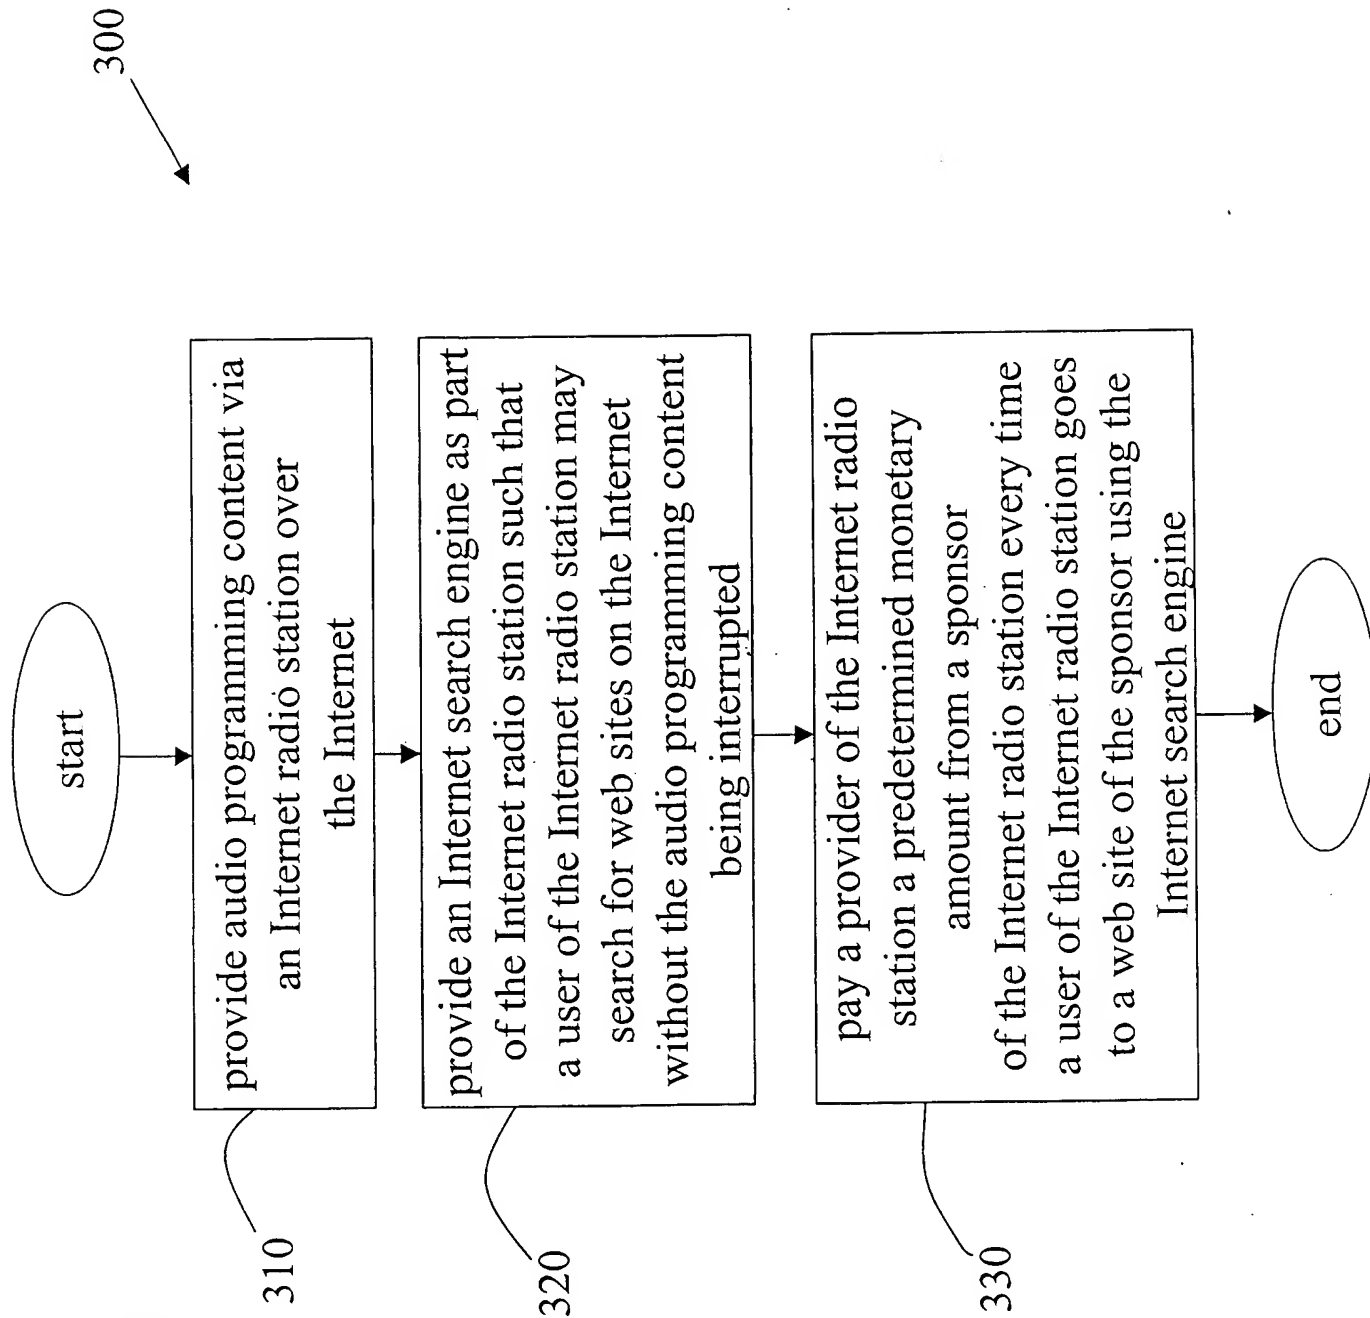 300
start
310
provide audio programming content via
an Internet radio station over
the Internet
320
provide an Internet search engine as part
of the Internet radio station such that
a user of the Internet radio station may
search for web sites on the Internet
without the audio programming content
being interrupted
330
pay a provider of the Internet radio
station a predetermined monetary
amount from a sponsor
of the Internet radio station every time
a user of the Internet radio station goes
to a web site of the sponsor using the
Internet search engine
end